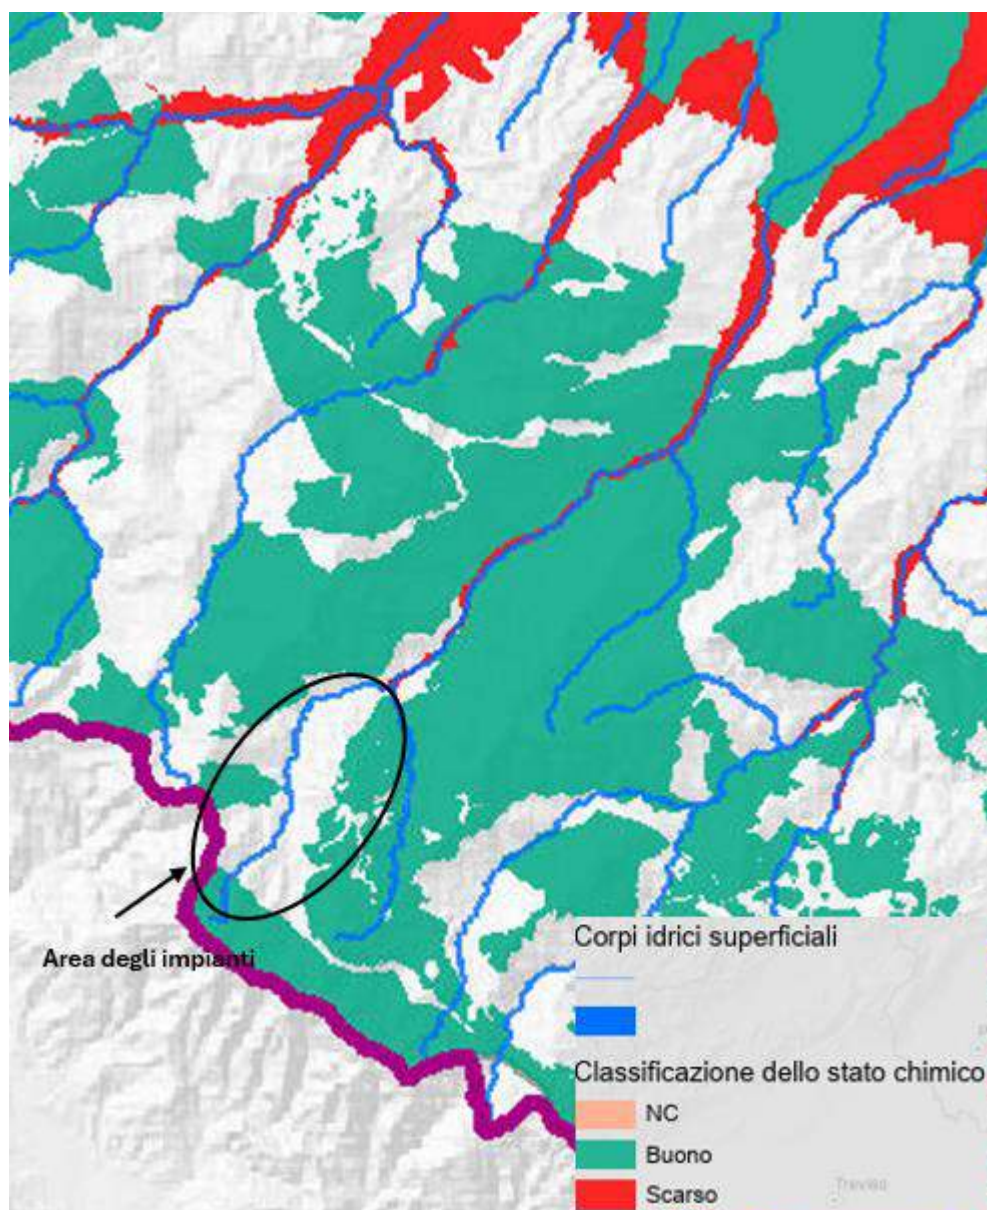 Area degli impianti
Corpi idrici superficiali
Classificazione dello stato chimico
NC
Buono
Scarso